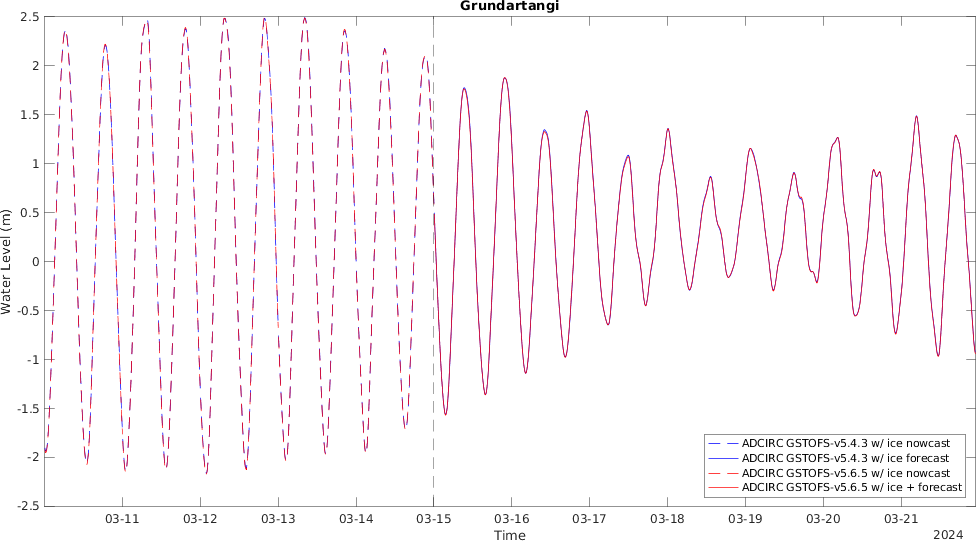 Grundartangi
2.5
2
1.5
1
0.5
0
-0.5
-1
-1.5
-2
-2.5
Water Level (m)
ADCIRC GSTOFS-v5.4.3 w/ ice nowcast
ADCIRC GSTOFS-v5.4.3 w/ ice forecast
ADCIRC GSTOFS-v5.6.5 w/ ice nowcast
ADCIRC GSTOFS-v5.6.5 w/ ice + forecast
03-11 03-12 03-13 03-14 03-15 03-16 03-17 03-18 03-19 03-20 03-21
Time
2024